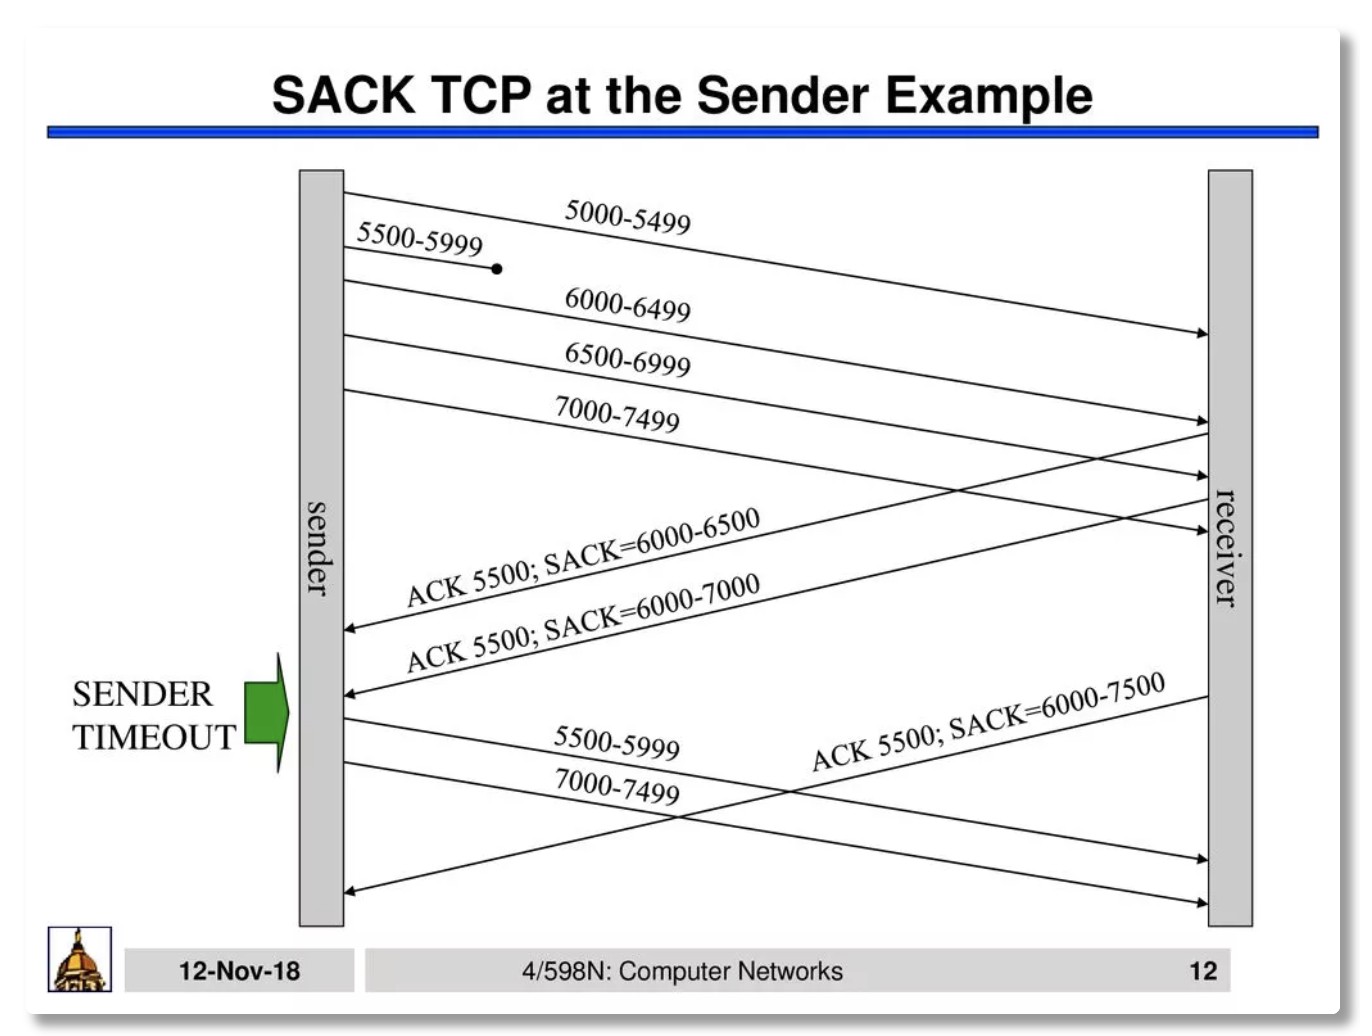 SACK TCP at the Sender Example
5000-5499
5500-5999
6000-6499
6500-6999
7000-7499
sender
receiver
ACK 5500; SACK=6000-6500
ACK 5500; SACK=6000-7000
SENDER
TIMEOUT
ACK 5500; SACK=6000-7500
5500-5999
7000-7499
12-Nov-18
4/598N: Computer Networks
12